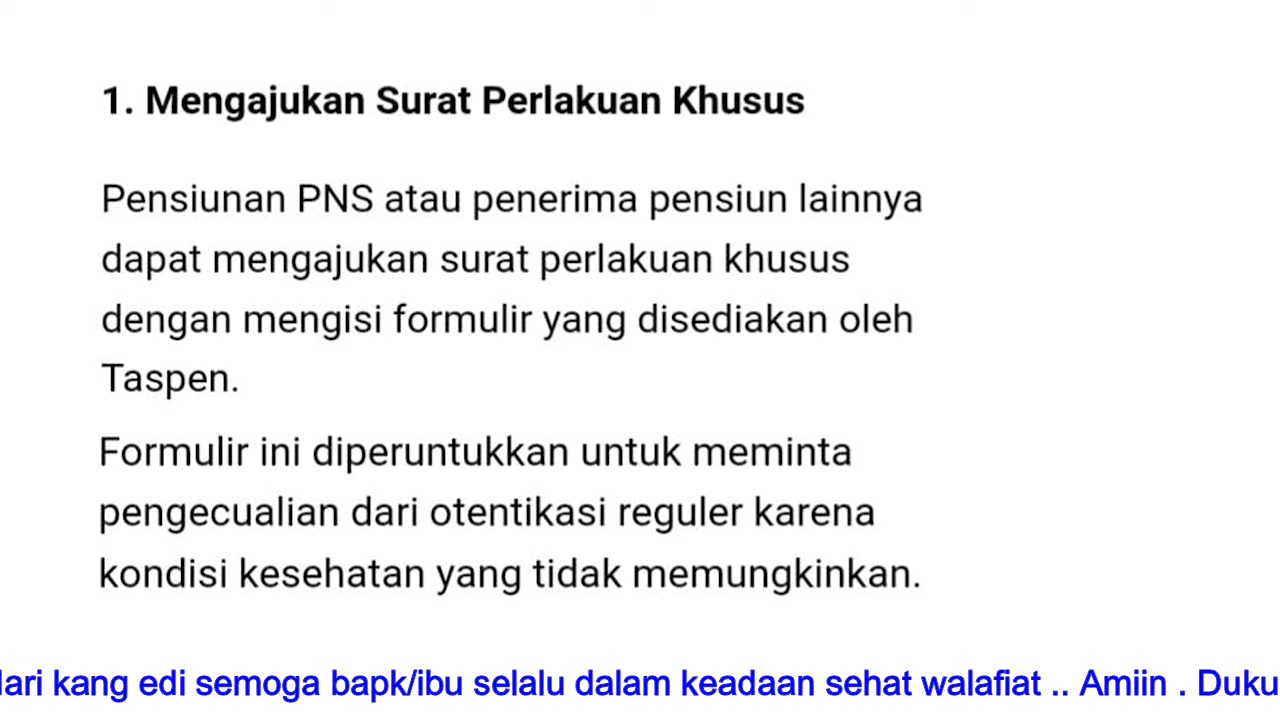 1. Mengajukan Surat Perlakuan Khusus
Pensiunan PNS atau penerima pensiun lainnya
dapat mengajukan surat perlakuan khusus
dengan mengisi formulir yang disediakan oleh
Taspen.
Formulir ini diperuntukkan untuk meminta
pengecualian dari otentikasi reguler karena
kondisi kesehatan yang tidak memungkinkan.
kang edi semoga bapk/ibu selalu dalam keadaan sehat walafiat .. Amiin .